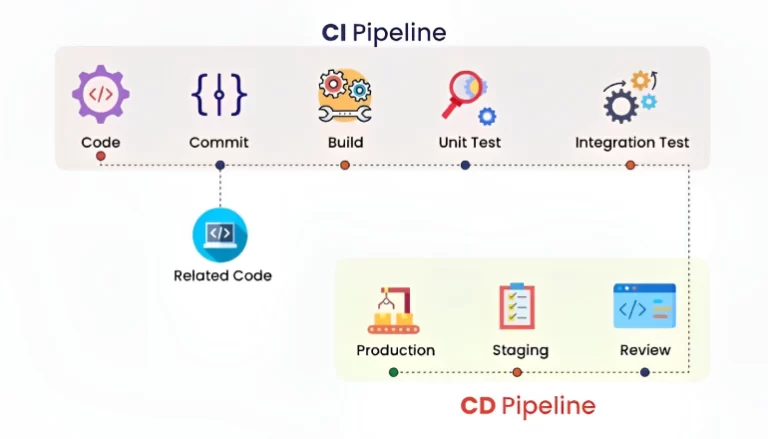 CI Pipeline
</>
Code
Commit
Build
Unit Test
Integration Test
</>
Related Code
</>
Production
Staging
Review
CD Pipeline